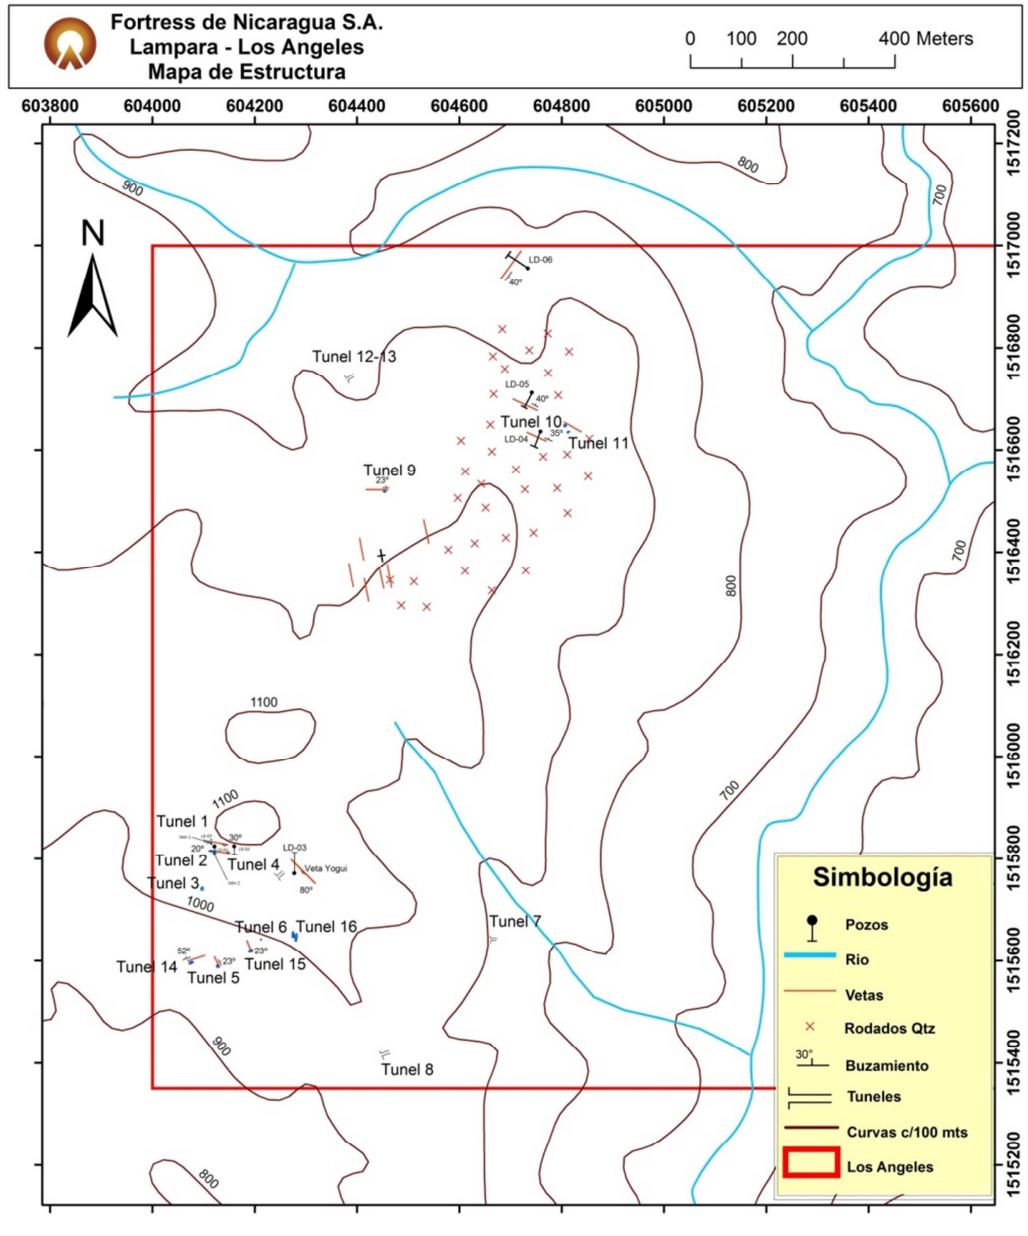 Fortress de Nicaragua S.A.
Lampara - Los Angeles
Mapa de Estructura
0 100 200 400 Meters
603800 604000 604200 604400 604600 604800 605000 605200 605400 605600
1517200
1517000
1516800
1516600
1516400
1516200
1516000
1515800
1515600
1515400
1515200
800
900
700
N
LD-06
40°
Tunel 12-13
LD-05
40°
Tunel 10
35°
LD-04
Tunel 11
Tunel 9
23°
700
800
1100
700
1100
Tunel 1
30°
20°
LD-03
Tunel 2
Tunel 4
Veta Yogui
80°
Tunel 3
1000
Tunel 7
Tunel 6
Tunel 16
52°
23°
Tunel 14
23°
Tunel 15
Tunel 5
900
Tunel 8
800
Simbología
Pozos
Rio
Vetas
Rodados Qtz
30°
Buzamiento
Tuneles
Curvas c/100 mts
Los Angeles